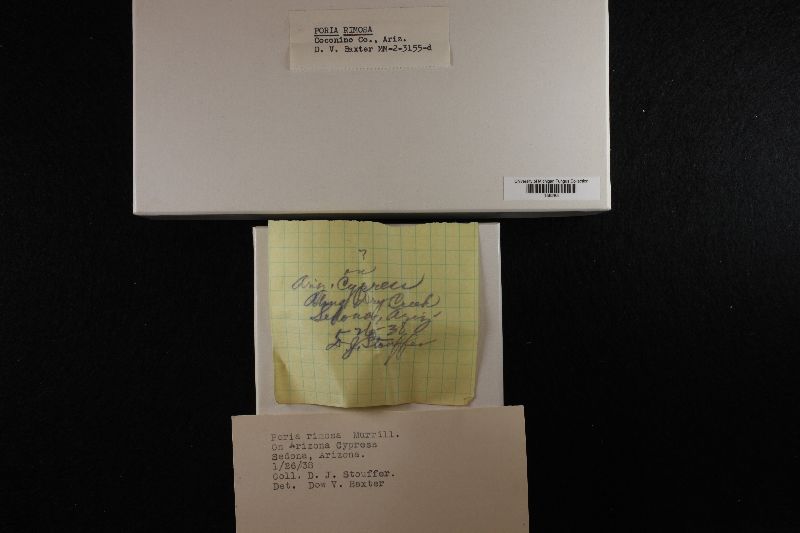 PORIA RIMOSA
Coconino Co., Ariz.
D. V. Baxter MM-2-3155-d
University of Michigan Fungus Collection
?
on
Ariz. Cypress
Along Dry Creek
Sedona, Ariz.
D. J. Stouffer
Poria rimosa Murrill.
On Arizona Cypress
Sedona, Arizona.
1/26/38
Coll. D. J. Stouffer.
Det. Dow V. Baxter